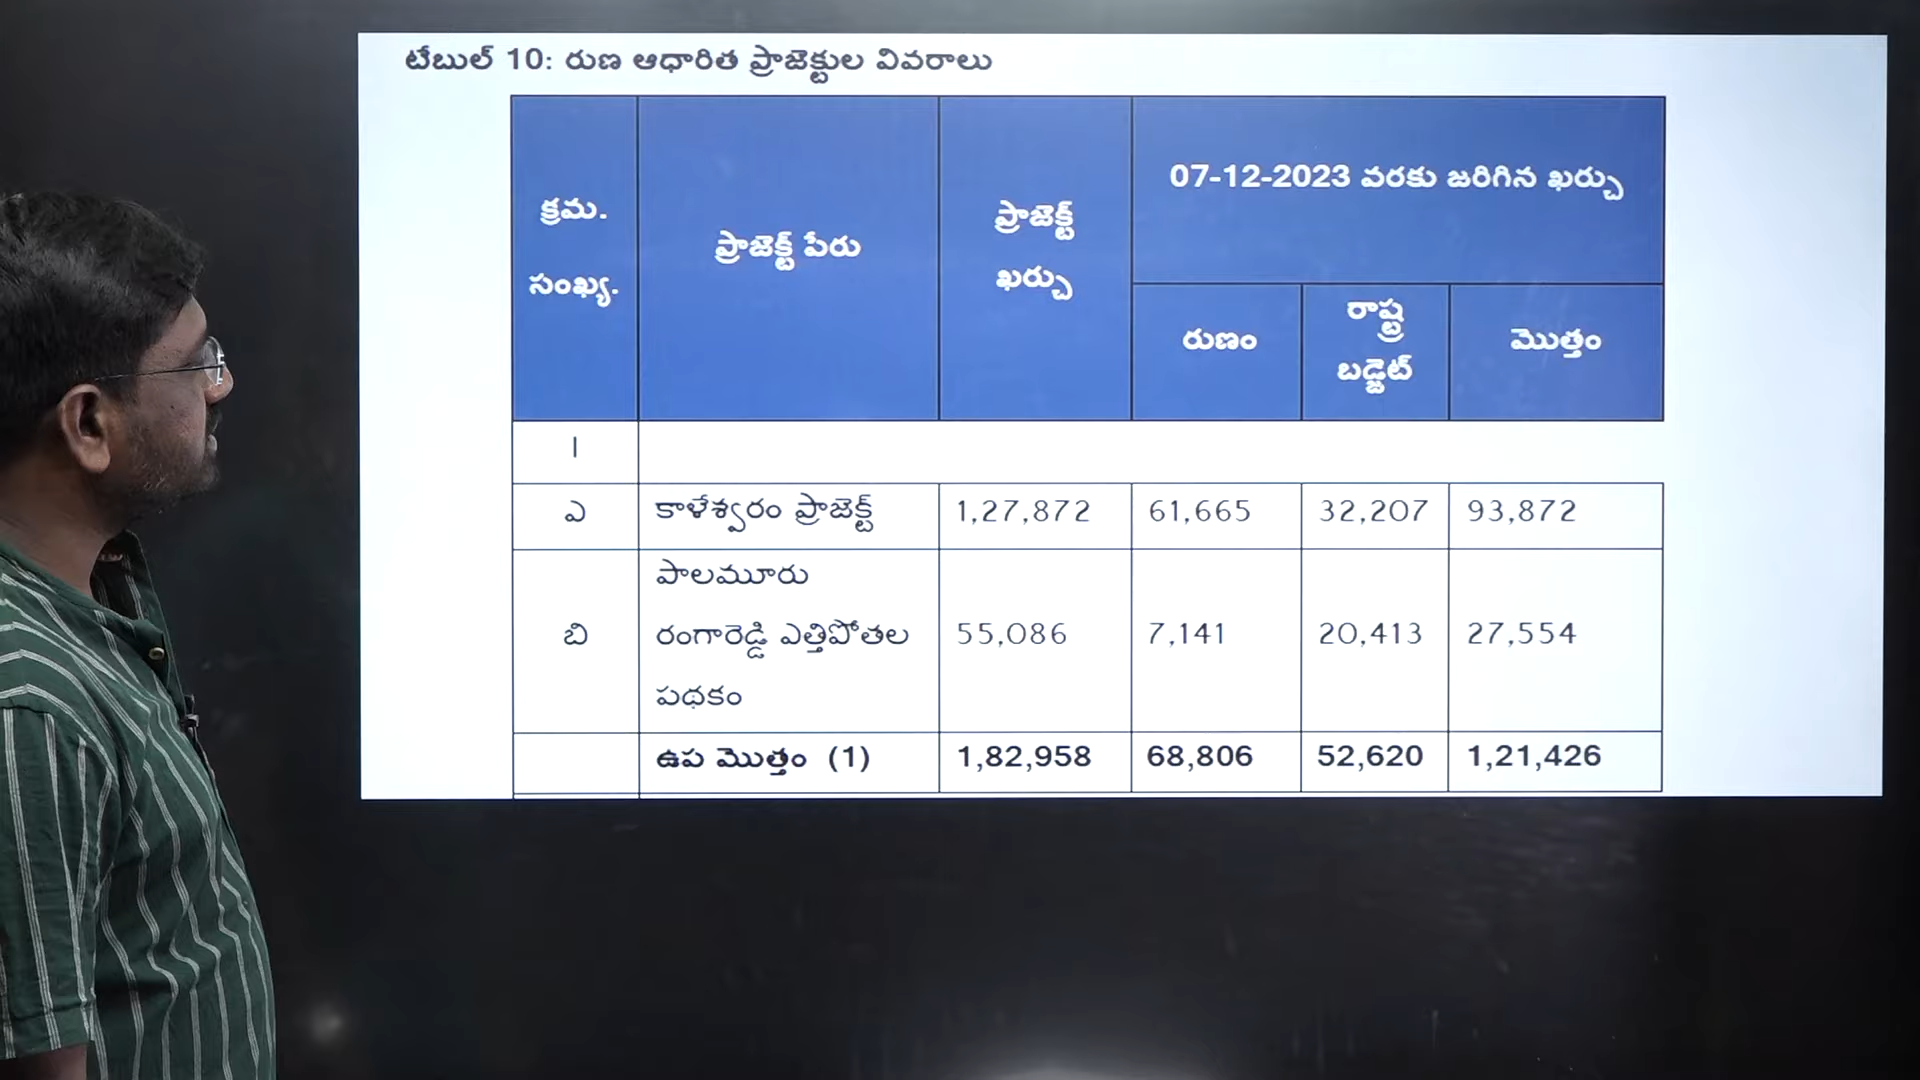 టేబుల్ 10: రుణ ఆధారిత ప్రాజెక్టుల వివరాలు
క్రమ.
సంఖ్య.
ప్రాజెక్ట్ పేరు
ప్రాజెక్ట్
ఖర్చు
07-12-2023 వరకు జరిగిన ఖర్చు
రుణం
రాష్ట్ర
బడ్జెట్
మొత్తం
I
ఎ కాళేశ్వరం ప్రాజెక్ట్ 1,27,872 61,665 32,207 93,872
పాలమూరు
బి రంగారెడ్డి ఎత్తిపోతల 55,086 7,141 20,413 27,554
పథకం
ఉప మొత్తం (1) 1,82,958 68,806 52,620 1,21,426